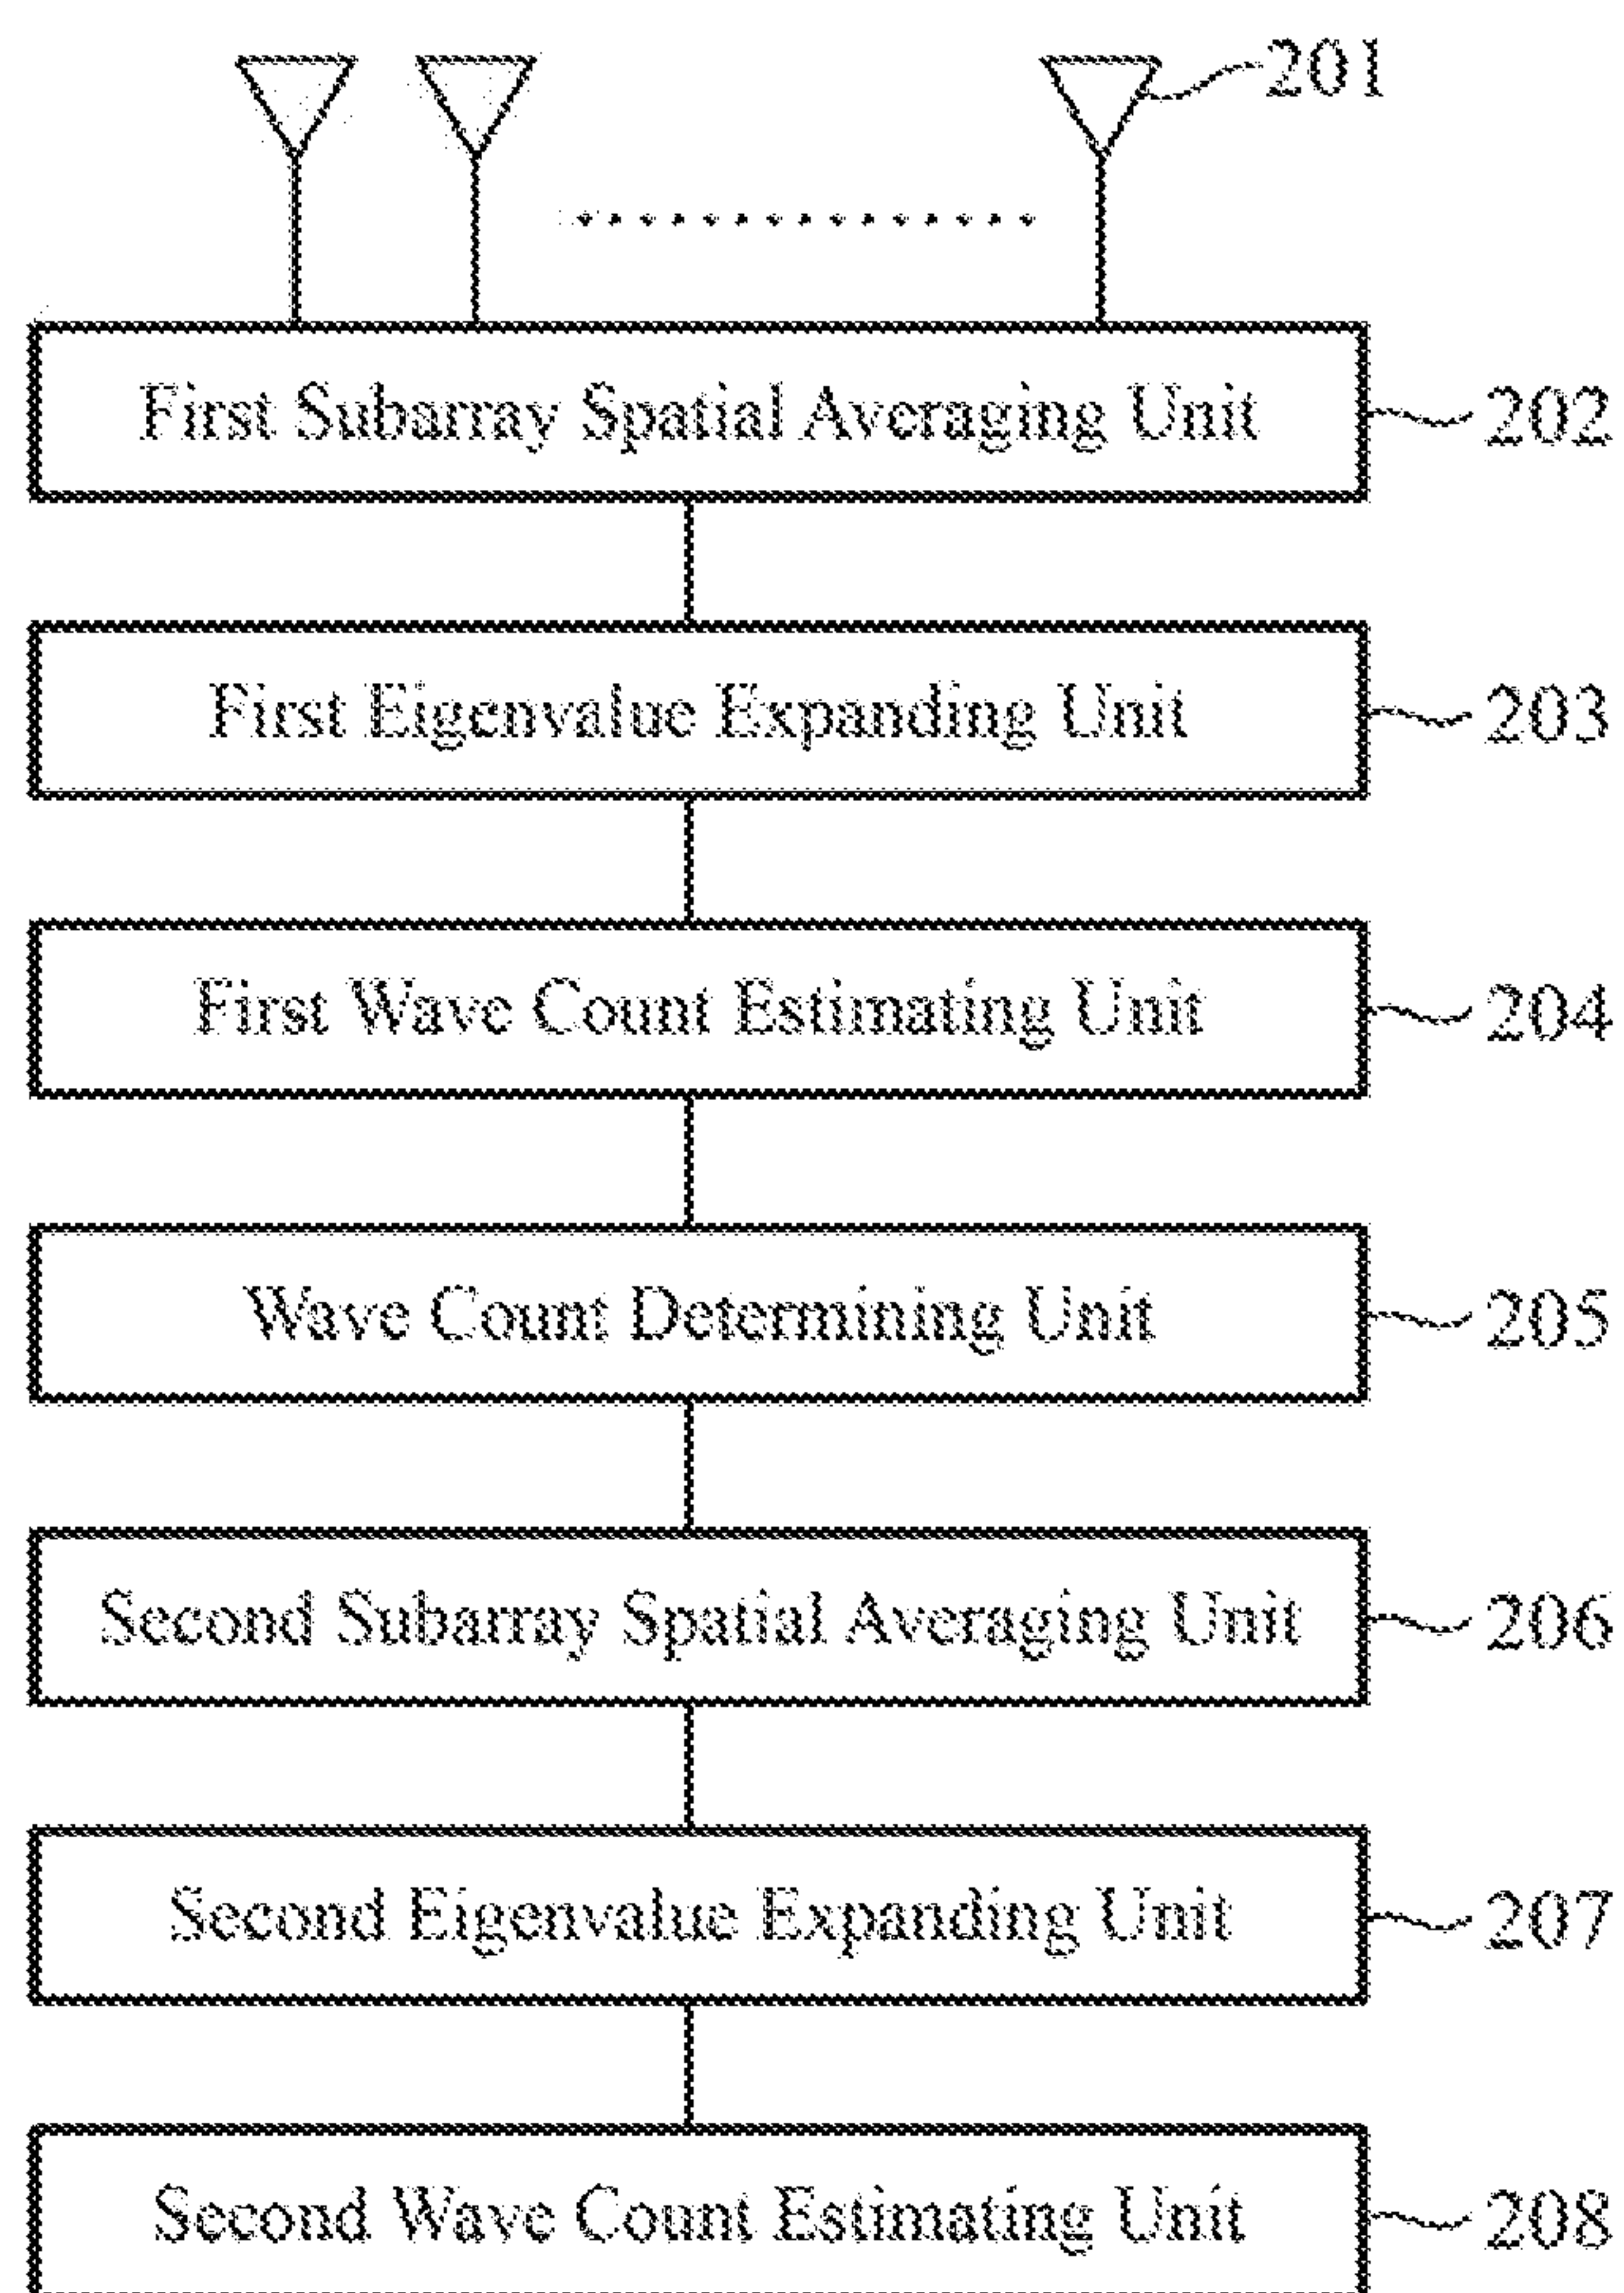 201
First Subarray Spatial Averaging Unit 202
First Eigenvalue Expanding Unit 203
First Wave Count Estimating Unit 204
Wave Count Determining Unit 205
Second Subarray Spatial Averaging Unit 206
Second Eigenvalue Expanding Unit 207
Second Wave Count Estimating Unit 208